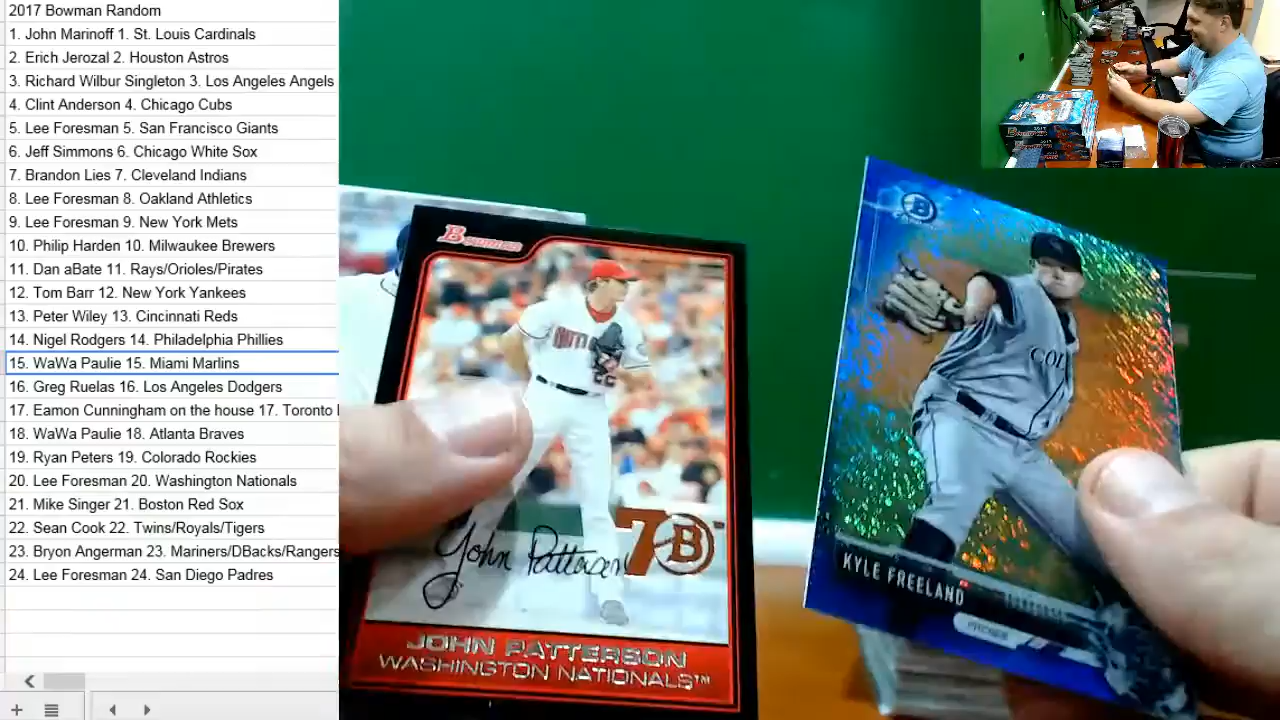 2017 Bowman Random
1. John Marinoff 1. St. Louis Cardinals
2. Erich Jerozal 2. Houston Astros
3. Richard Wilbur Singleton 3. Los Angeles Angels
4. Clint Anderson 4. Chicago Cubs
5. Lee Foresman 5. San Francisco Giants
6. Jeff Simmons 6. Chicago White Sox
7. Brandon Lies 7. Cleveland Indians
8. Lee Foresman 8. Oakland Athletics
9. Lee Foresman 9. New York Mets
10. Philip Harden 10. Milwaukee Brewers
11. Dan aBate 11. Rays/Orioles/Pirates
12. Tom Barr 12. New York Yankees
13. Peter Wiley 13. Cincinnati Reds
14. Nigel Rodgers 14. Philadelphia Phillies
15. WaWa Paulie 15. Miami Marlins
16. Greg Ruelas 16. Los Angeles Dodgers
17. Eamon Cunningham on the house 17. Toronto
18. WaWa Paulie 18. Atlanta Braves
19. Ryan Peters 19. Colorado Rockies
20. Lee Foresman 20. Washington Nationals
21. Mike Singer 21. Boston Red Sox
22. Sean Cook 22. Twins/Royals/Tigers
23. Bryon Angerman 23. Mariners/DBacks/Rangers
24. Lee Foresman 24. San Diego Padres
Bowman
John Patterson
7 B
JOHN PATTERSON
WASHINGTON NATIONALS™
B
COL
KYLE FREELAND
PITCHER